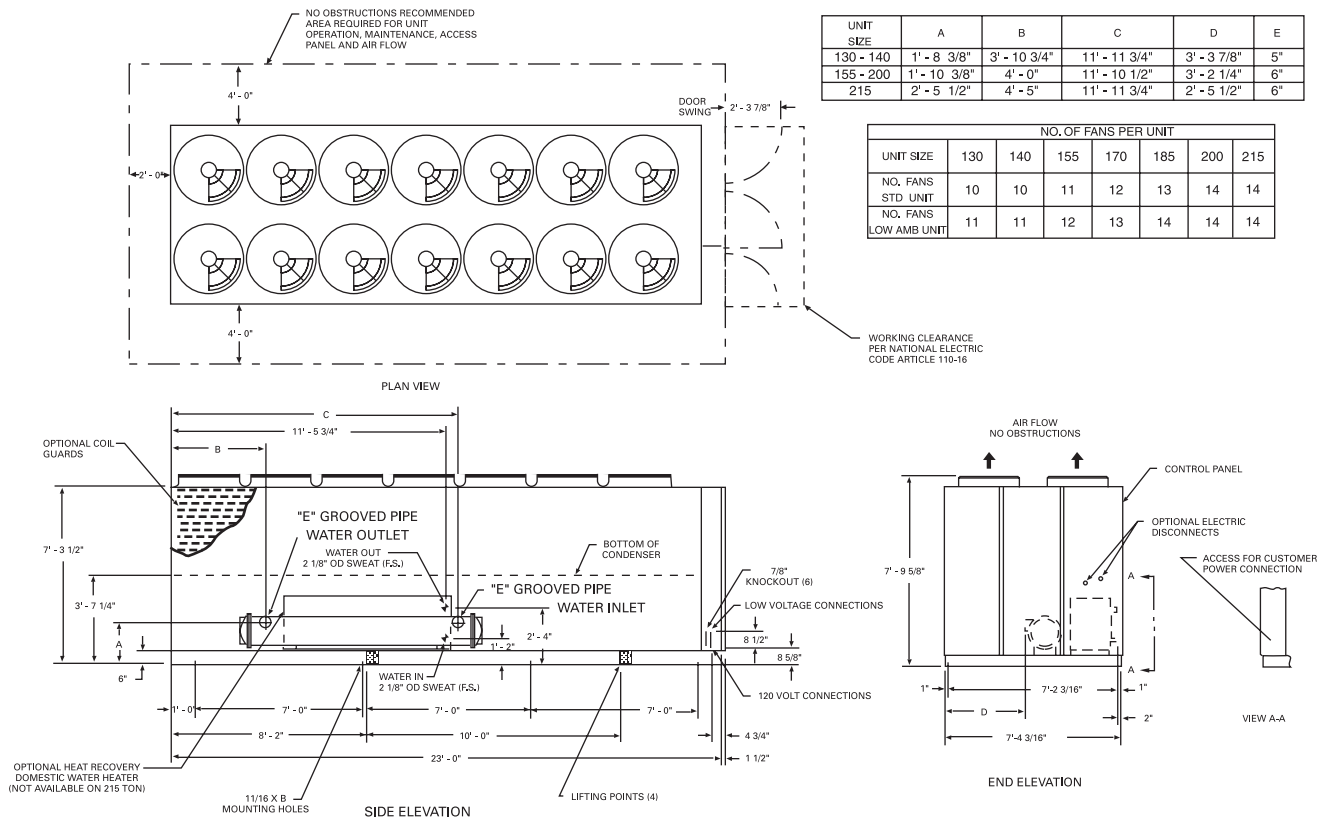 NO OBSTRUCTIONS RECOMMENDED
AREA REQUIRED FOR UNIT
OPERATION, MAINTENANCE, ACCESS
PANEL AND AIR FLOW
4' - 0"
2' - 0"
DOOR
SWING
2' - 3 7/8"
4' - 0"
WORKING CLEARANCE
PER NATIONAL ELECTRIC
CODE ARTICLE 110-16
PLAN VIEW
UNIT SIZE A B C D E
130 - 140 1' - 8 3/8" 3' - 10 3/4" 11' - 11 3/4" 3' - 3 7/8" 5"
155 - 200 1' - 10 3/8" 4' - 0" 11' - 10 1/2" 3' - 2 1/4" 6"
215 2' - 5 1/2" 4' - 5" 11' - 11 3/4" 2' - 5 1/2" 6"
NO. OF FANS PER UNIT
UNIT SIZE 130 140 155 170 185 200 215
NO. FANS
STD UNIT 10 10 11 12 13 14 14
NO. FANS
LOW AMB UNIT 11 11 12 13 14 14 14
C
11' - 5 3/4"
B
OPTIONAL COIL
GUARDS
"E" GROOVED PIPE
WATER OUTLET
WATER OUT
2 1/8" OD SWEAT (F.S.)
BOTTOM OF
CONDENSER
"E" GROOVED PIPE
WATER INLET
7/8"
KNOCKOUT (6)
LOW VOLTAGE CONNECTIONS
7' - 3 1/2"
3' - 7 1/4"
A
6"
2' - 4"
1' - 2"
8 1/2"
8 5/8"
WATER IN
2 1/8" OD SWEAT (F.S.)
120 VOLT CONNECTIONS
1' - 0"
7' - 0"
7' - 0"
7' - 0"
8' - 2"
10' - 0"
4 3/4"
23' - 0"
1 1/2"
OPTIONAL HEAT RECOVERY
DOMESTIC WATER HEATER
(NOT AVAILABLE ON 215 TON)
11/16 X B
MOUNTING HOLES
LIFTING POINTS (4)
SIDE ELEVATION
AIR FLOW
NO OBSTRUCTIONS
CONTROL PANEL
OPTIONAL ELECTRIC
DISCONNECTS
ACCESS FOR CUSTOMER
POWER CONNECTION
7' - 9 5/8"
A
A
1"
7'-2 3/16"
1"
D
2"
7'-4 3/16"
VIEW A-A
END ELEVATION